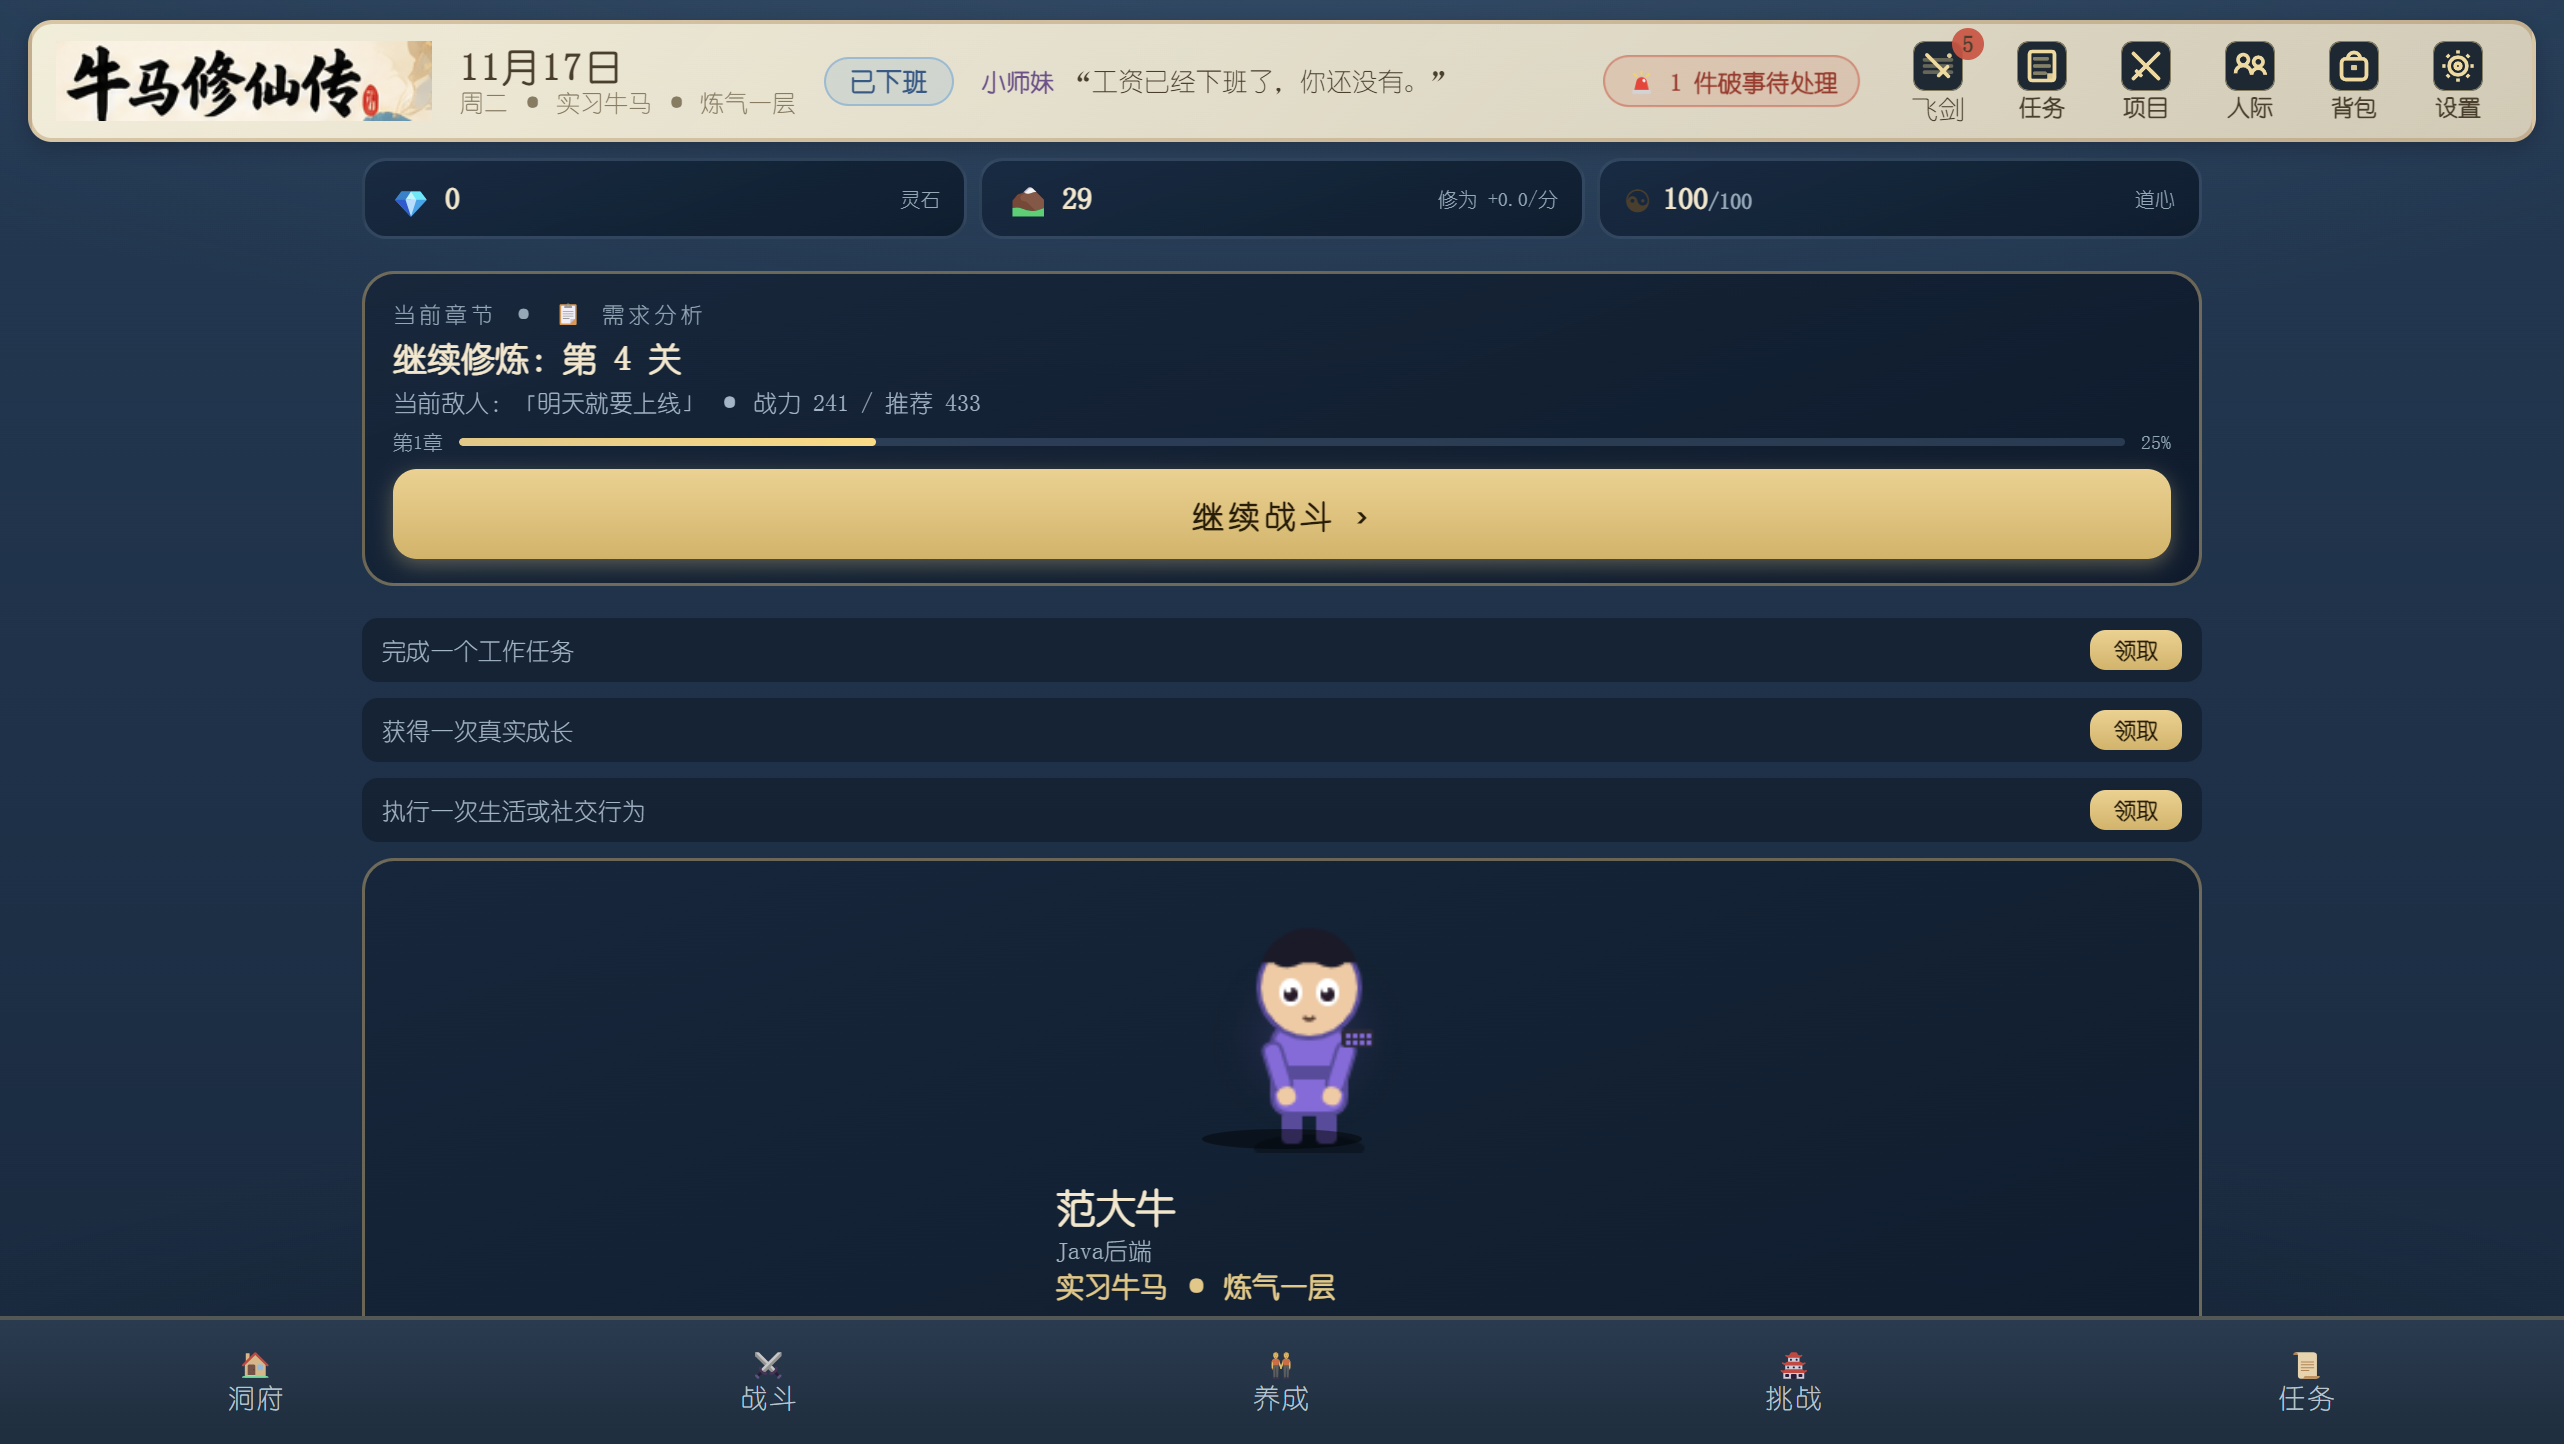 牛马修仙传
11月17日
周二 • 实习牛马 • 炼气一层
已下班
小师妹 “工资已经下班了，你还没有。”
1 件破事待处理
5
飞剑
任务
项目
人际
背包
设置
0 灵石
29 修为 +0.0/分
100/100 道心
当前章节 • 需求分析
继续修炼：第 4 关
当前敌人：「明天就要上线」 • 战力 241 / 推荐 433
第1章 25%
继续战斗 ›
完成一个工作任务 领取
获得一次真实成长 领取
执行一次生活或社交行为 领取
范大牛
Java后端
实习牛马 • 炼气一层
洞府
战斗
养成
挑战
任务